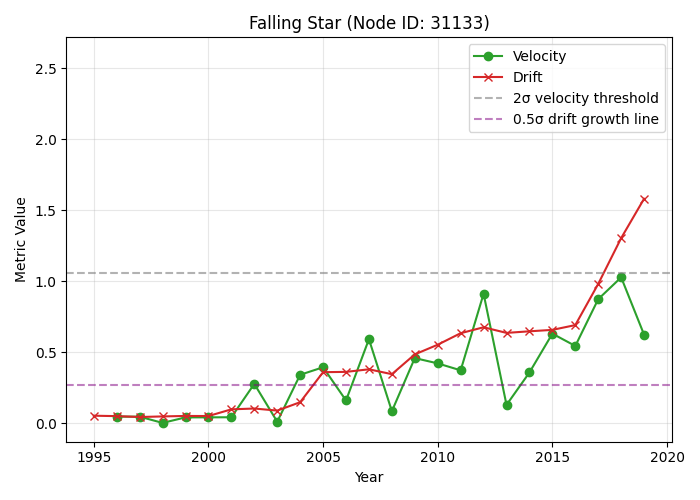 Falling Star (Node ID: 31133)
Velocity
Drift
2σ velocity threshold
0.5σ drift growth line
Metric Value
2.5
2.0
1.5
1.0
0.5
0.0
1995 2000 2005 2010 2015 2020
Year